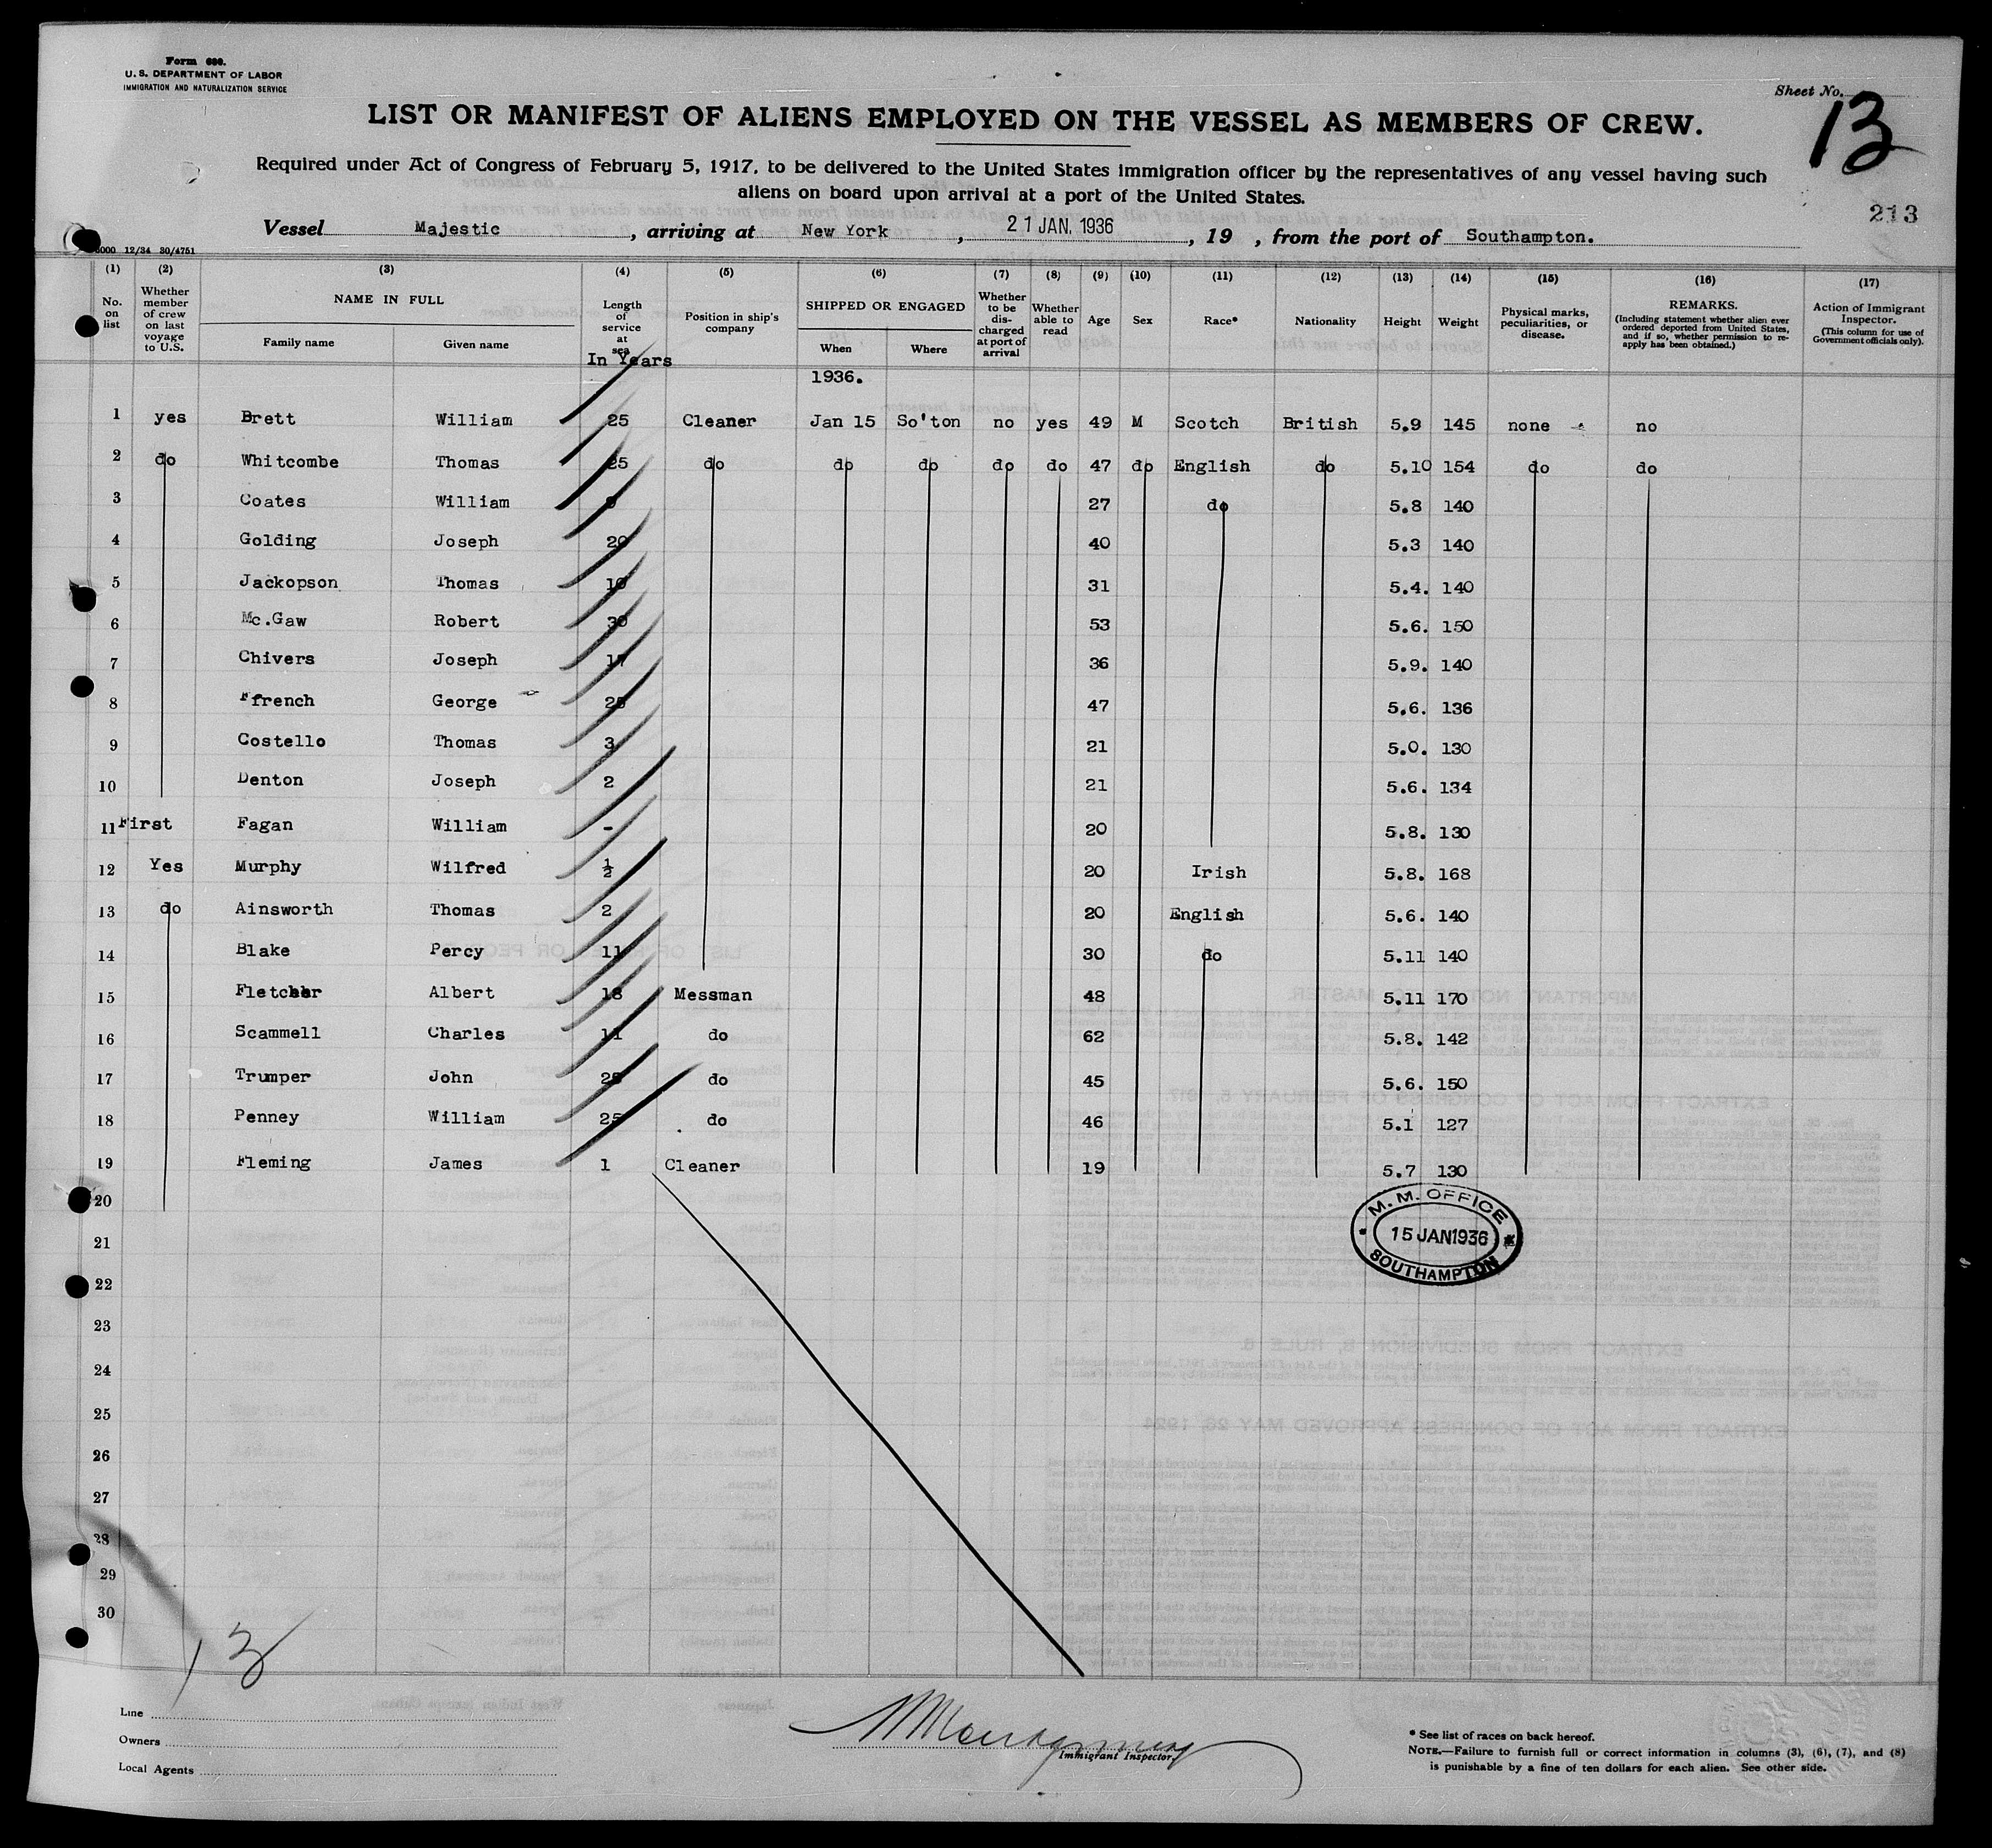 Form 680.
U. S. DEPARTMENT OF LABOR
IMMIGRATION AND NATURALIZATION SERVICE
Sheet No. 13
LIST OR MANIFEST OF ALIENS EMPLOYED ON THE VESSEL AS MEMBERS OF CREW.
Required under Act of Congress of February 5, 1917, to be delivered to the United States immigration officer by the representatives of any vessel having such
aliens on board upon arrival at a port of the United States.
213
Vessel Majestic, arriving at New York, 21 JAN. 1936, 19 , from the port of Southampton.
12/34 30/4751
(1) (2) (3) (4) (5) (6) (7) (8) (9) (10) (11) (12) (13) (14) (15) (16) (17)
No. on list
Whether member of crew on last voyage to U.S.
NAME IN FULL
Family name Given name
Length of service at sea
In Years
Position in ship's company
SHIPPED OR ENGAGED
When Where
Whether to be discharged at port of arrival
Whether able to read
Age
Sex
Race*
Nationality
Height
Weight
Physical marks, peculiarities, or disease.
REMARKS.
(Including statement whether alien ever ordered deported from United States, and if so, whether permission to re-apply has been obtained.)
Action of Immigrant Inspector.
(This column for use of Government officials only).
1936.
1 yes Brett William 25 Cleaner Jan 15 So'ton no yes 49 M Scotch British 5.9 145 none no
2 do Whitcombe Thomas 25 do do do do do 47 do English do 5.10 154 do do
3 Coates William 27 do 5.8 140
4 Golding Joseph 20 40 5.3 140
5 Jackopson Thomas 10 31 5.4. 140
6 Mc.Gaw Robert 30 53 5.6. 150
7 Chivers Joseph 17 36 5.9. 140
8 Ffrench George 47 5.6. 136
9 Costello Thomas 3 21 5.0. 130
10 Denton Joseph 2 21 5.6. 134
11 First Fagan William - 20 5.8. 130
12 Yes Murphy Wilfred ½ 20 Irish 5.8. 168
13 do Ainsworth Thomas 2 20 English 5.6. 140
14 Blake Percy 11 30 do 5.11 140
15 Fletcher Albert 18 Messman 48 5.11 170
16 Scammell Charles 11 do 62 5.8. 142
17 Trumper John do 45 5.6. 150
18 Penney William 25 do 46 5.1 127
19 Fleming James 1 Cleaner 19 5.7 130
20
21
22
23
24
25
26
27
28
29
30
M. M. OFFICE
15 JAN 1936
SOUTHAMPTON
13
Line
Owners
Local Agents
Montgomery
Immigrant Inspector.
* See list of races on back hereof.
NOTE.—Failure to furnish full or correct information in columns (3), (6), (7), and (8)
is punishable by a fine of ten dollars for each alien. See other side.